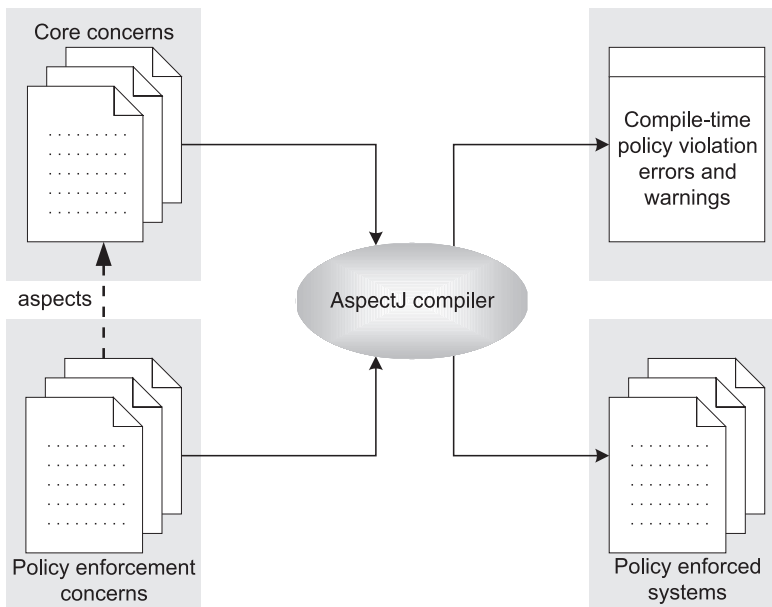 Core concerns
Compile-time
policy violation
errors and
warnings
aspects
AspectJ compiler
Policy enforcement
concerns
Policy enforced
systems